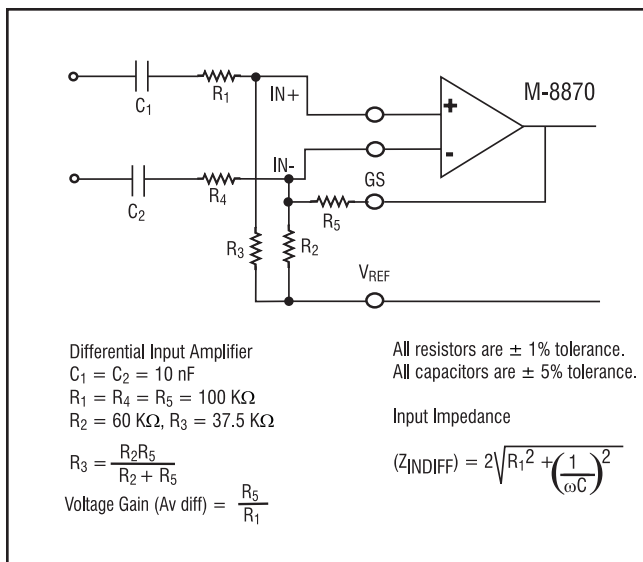 C1
R1
IN+
M-8870
+
-
C2
R4
IN-
GS
R5
R3
R2
VREF
Differential Input Amplifier
C1 = C2 = 10 nF
R1 = R4 = R5 = 100 KΩ
R2 = 60 KΩ, R3 = 37.5 KΩ
R3 = R2R5 / R2 + R5
Voltage Gain (Av diff) = R5 / R1
All resistors are ± 1% tolerance.
All capacitors are ± 5% tolerance.
Input Impedance
(ZINDIFF) = 2√R1² + (1/ωC)²